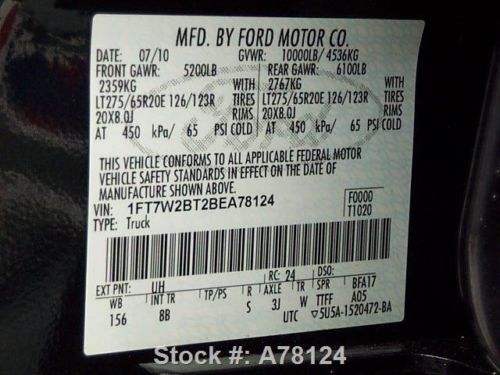 MFD. BY FORD MOTOR CO.
DATE: 07/10 GVWR: 10000LB/ 4536KG
FRONT GAWR: 5200LB REAR GAWR: 6100LB
2359KG WITH 2767KG WITH
LT275/65R20E 126/123R TIRES LT275/65R20E 126/123R TIRES
20X8.0J RIMS 20X8.0J RIMS
AT 450 kPa/ 65 PSI COLD AT 450 kPa/ 65 PSI COLD
THIS VEHICLE CONFORMS TO ALL APPLICABLE FEDERAL MOTOR
VEHICLE SAFETY STANDARDS IN EFFECT ON THE DATE OF
MANUFACTURE SHOWN ABOVE.
VIN: 1FT7W2BT2BEA78124 F0000
TYPE: Truck T1020
EXT PNT: UH RC: 24 DSO:
WB BRK INT TR TP/PS R AXLE TR SPR BFA17
156 8B S 3J W TTFF A05
UTC ▽5U5A-1520472-BA
Stock #: A78124